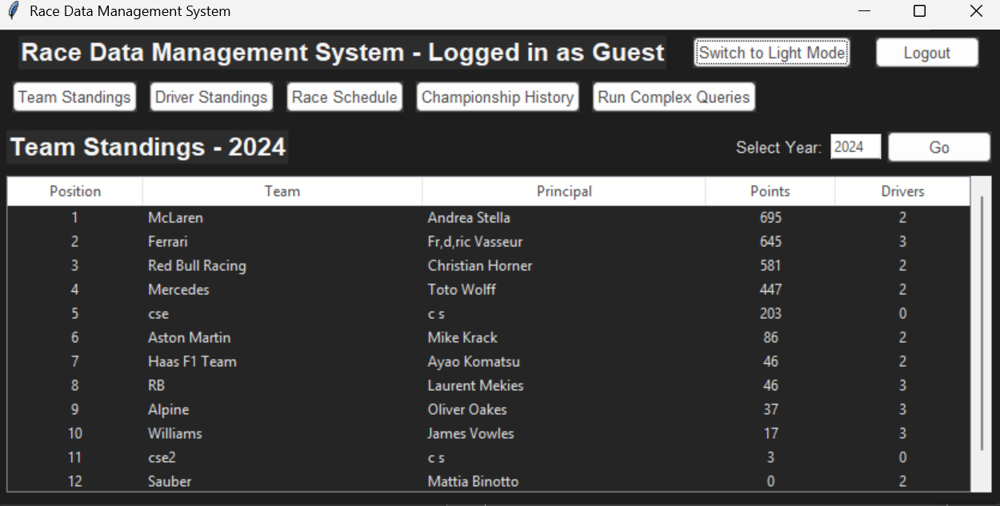 Race Data Management System
Race Data Management System - Logged in as Guest Switch to Light Mode Logout
Team Standings Driver Standings Race Schedule Championship History Run Complex Queries
Team Standings - 2024 Select Year: 2024 Go
Position Team Principal Points Drivers
1 McLaren Andrea Stella 695 2
2 Ferrari Fr,d,ric Vasseur 645 3
3 Red Bull Racing Christian Horner 581 2
4 Mercedes Toto Wolff 447 2
5 cse c s 203 0
6 Aston Martin Mike Krack 86 2
7 Haas F1 Team Ayao Komatsu 46 2
8 RB Laurent Mekies 46 3
9 Alpine Oliver Oakes 37 3
10 Williams James Vowles 17 3
11 cse2 c s 3 0
12 Sauber Mattia Binotto 0 2